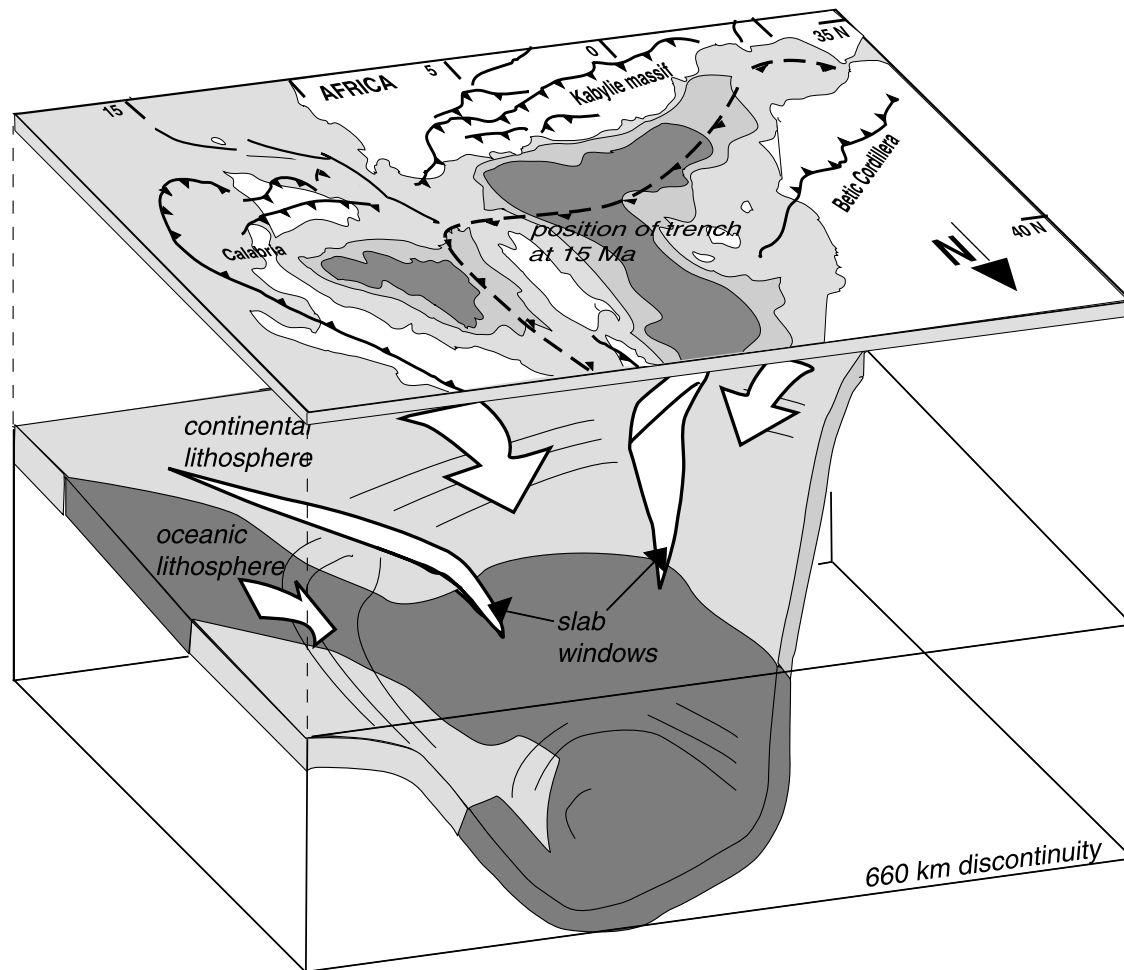 35 N
0
5
AFRICA
15
Kabylie massif
Betic Cordillera
position of trench
at 15 Ma
40 N
Calabria
N
continental
lithosphere
oceanic
lithosphere
slab
windows
660 km discontinuity